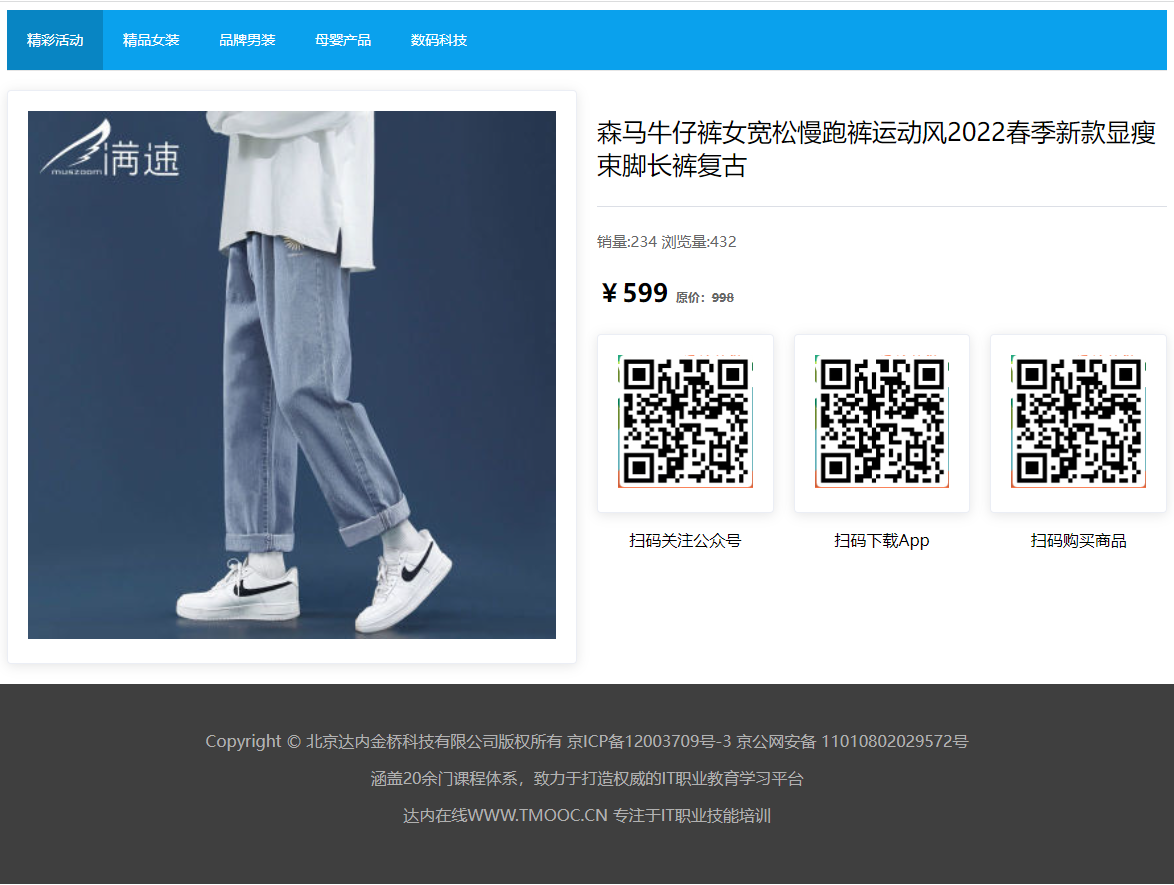 精彩活动 精品女装 品牌男装 母婴产品 数码科技
满速
muszoom
森马牛仔裤女宽松慢跑裤运动风2022春季新款显瘦
束脚长裤复古
销量:234 浏览量:432
￥599 原价：998
扫码关注公众号 扫码下载App 扫码购买商品
Copyright © 北京达内金桥科技有限公司版权所有 京ICP备12003709号-3 京公网安备 11010802029572号
涵盖20余门课程体系，致力于打造权威的IT职业教育学习平台
达内在线WWW.TMOOC.CN 专注于IT职业技能培训